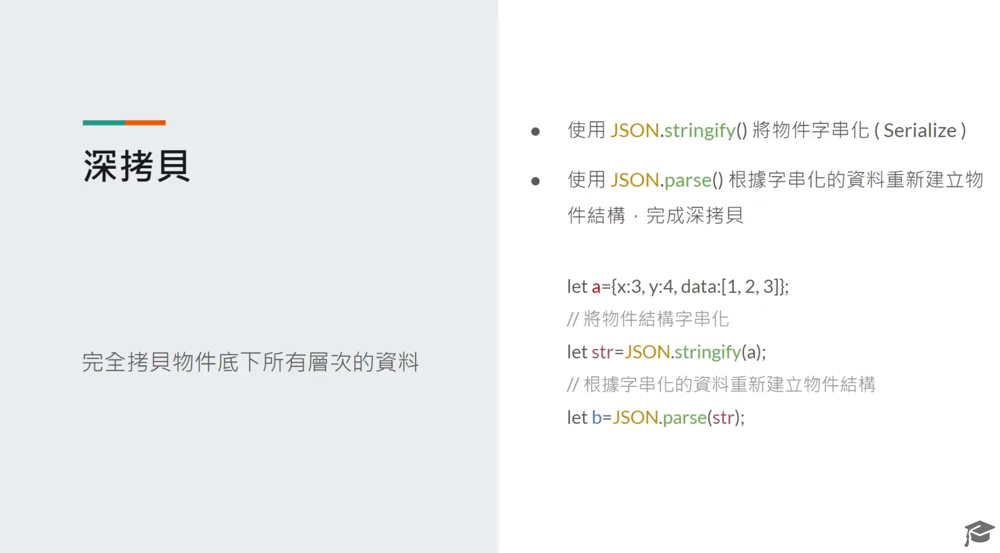 深拷貝
完全拷貝物件底下所有層次的資料
● 使用 JSON.stringify() 將物件字串化 ( Serialize )
● 使用 JSON.parse() 根據字串化的資料重新建立物
件結構，完成深拷貝
let a={x:3, y:4, data:[1, 2, 3]};
// 將物件結構字串化
let str=JSON.stringify(a);
// 根據字串化的資料重新建立物件結構
let b=JSON.parse(str);